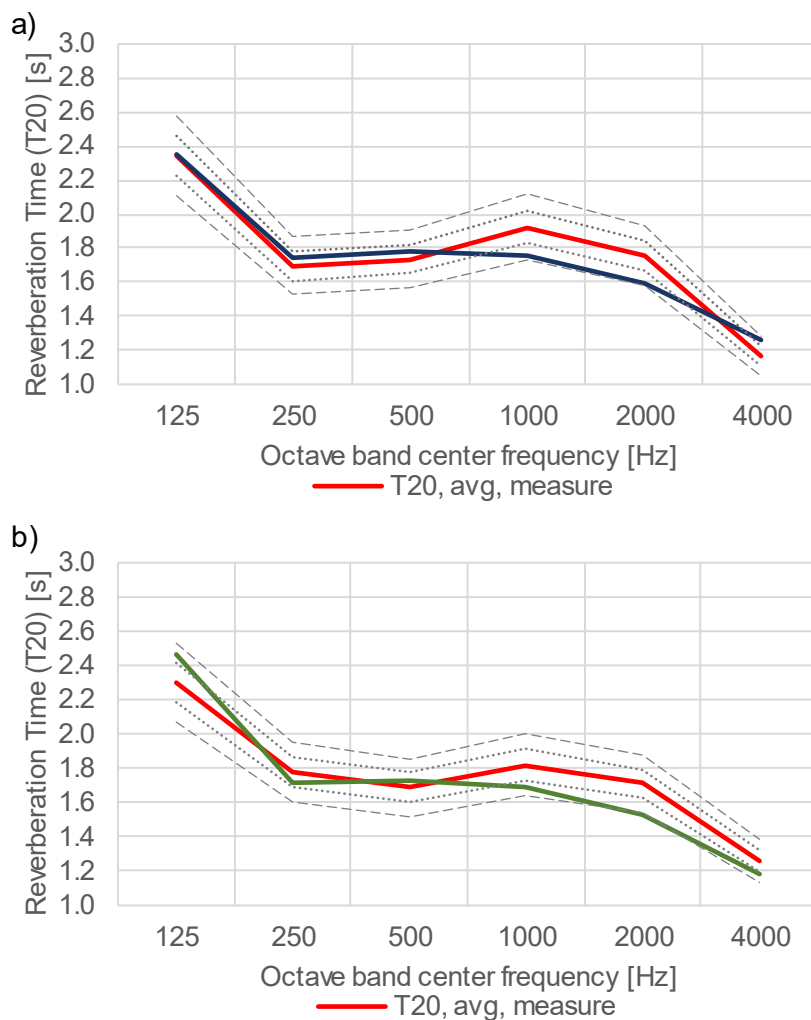 a)
Reverberation Time (T20) [s]
3.0
2.8
2.6
2.4
2.2
2.0
1.8
1.6
1.4
1.2
1.0
125 250 500 1000 2000 4000
Octave band center frequency [Hz]
T20, avg, measure
b)
Reverberation Time (T20) [s]
3.0
2.8
2.6
2.4
2.2
2.0
1.8
1.6
1.4
1.2
1.0
125 250 500 1000 2000 4000
Octave band center frequency [Hz]
T20, avg, measure